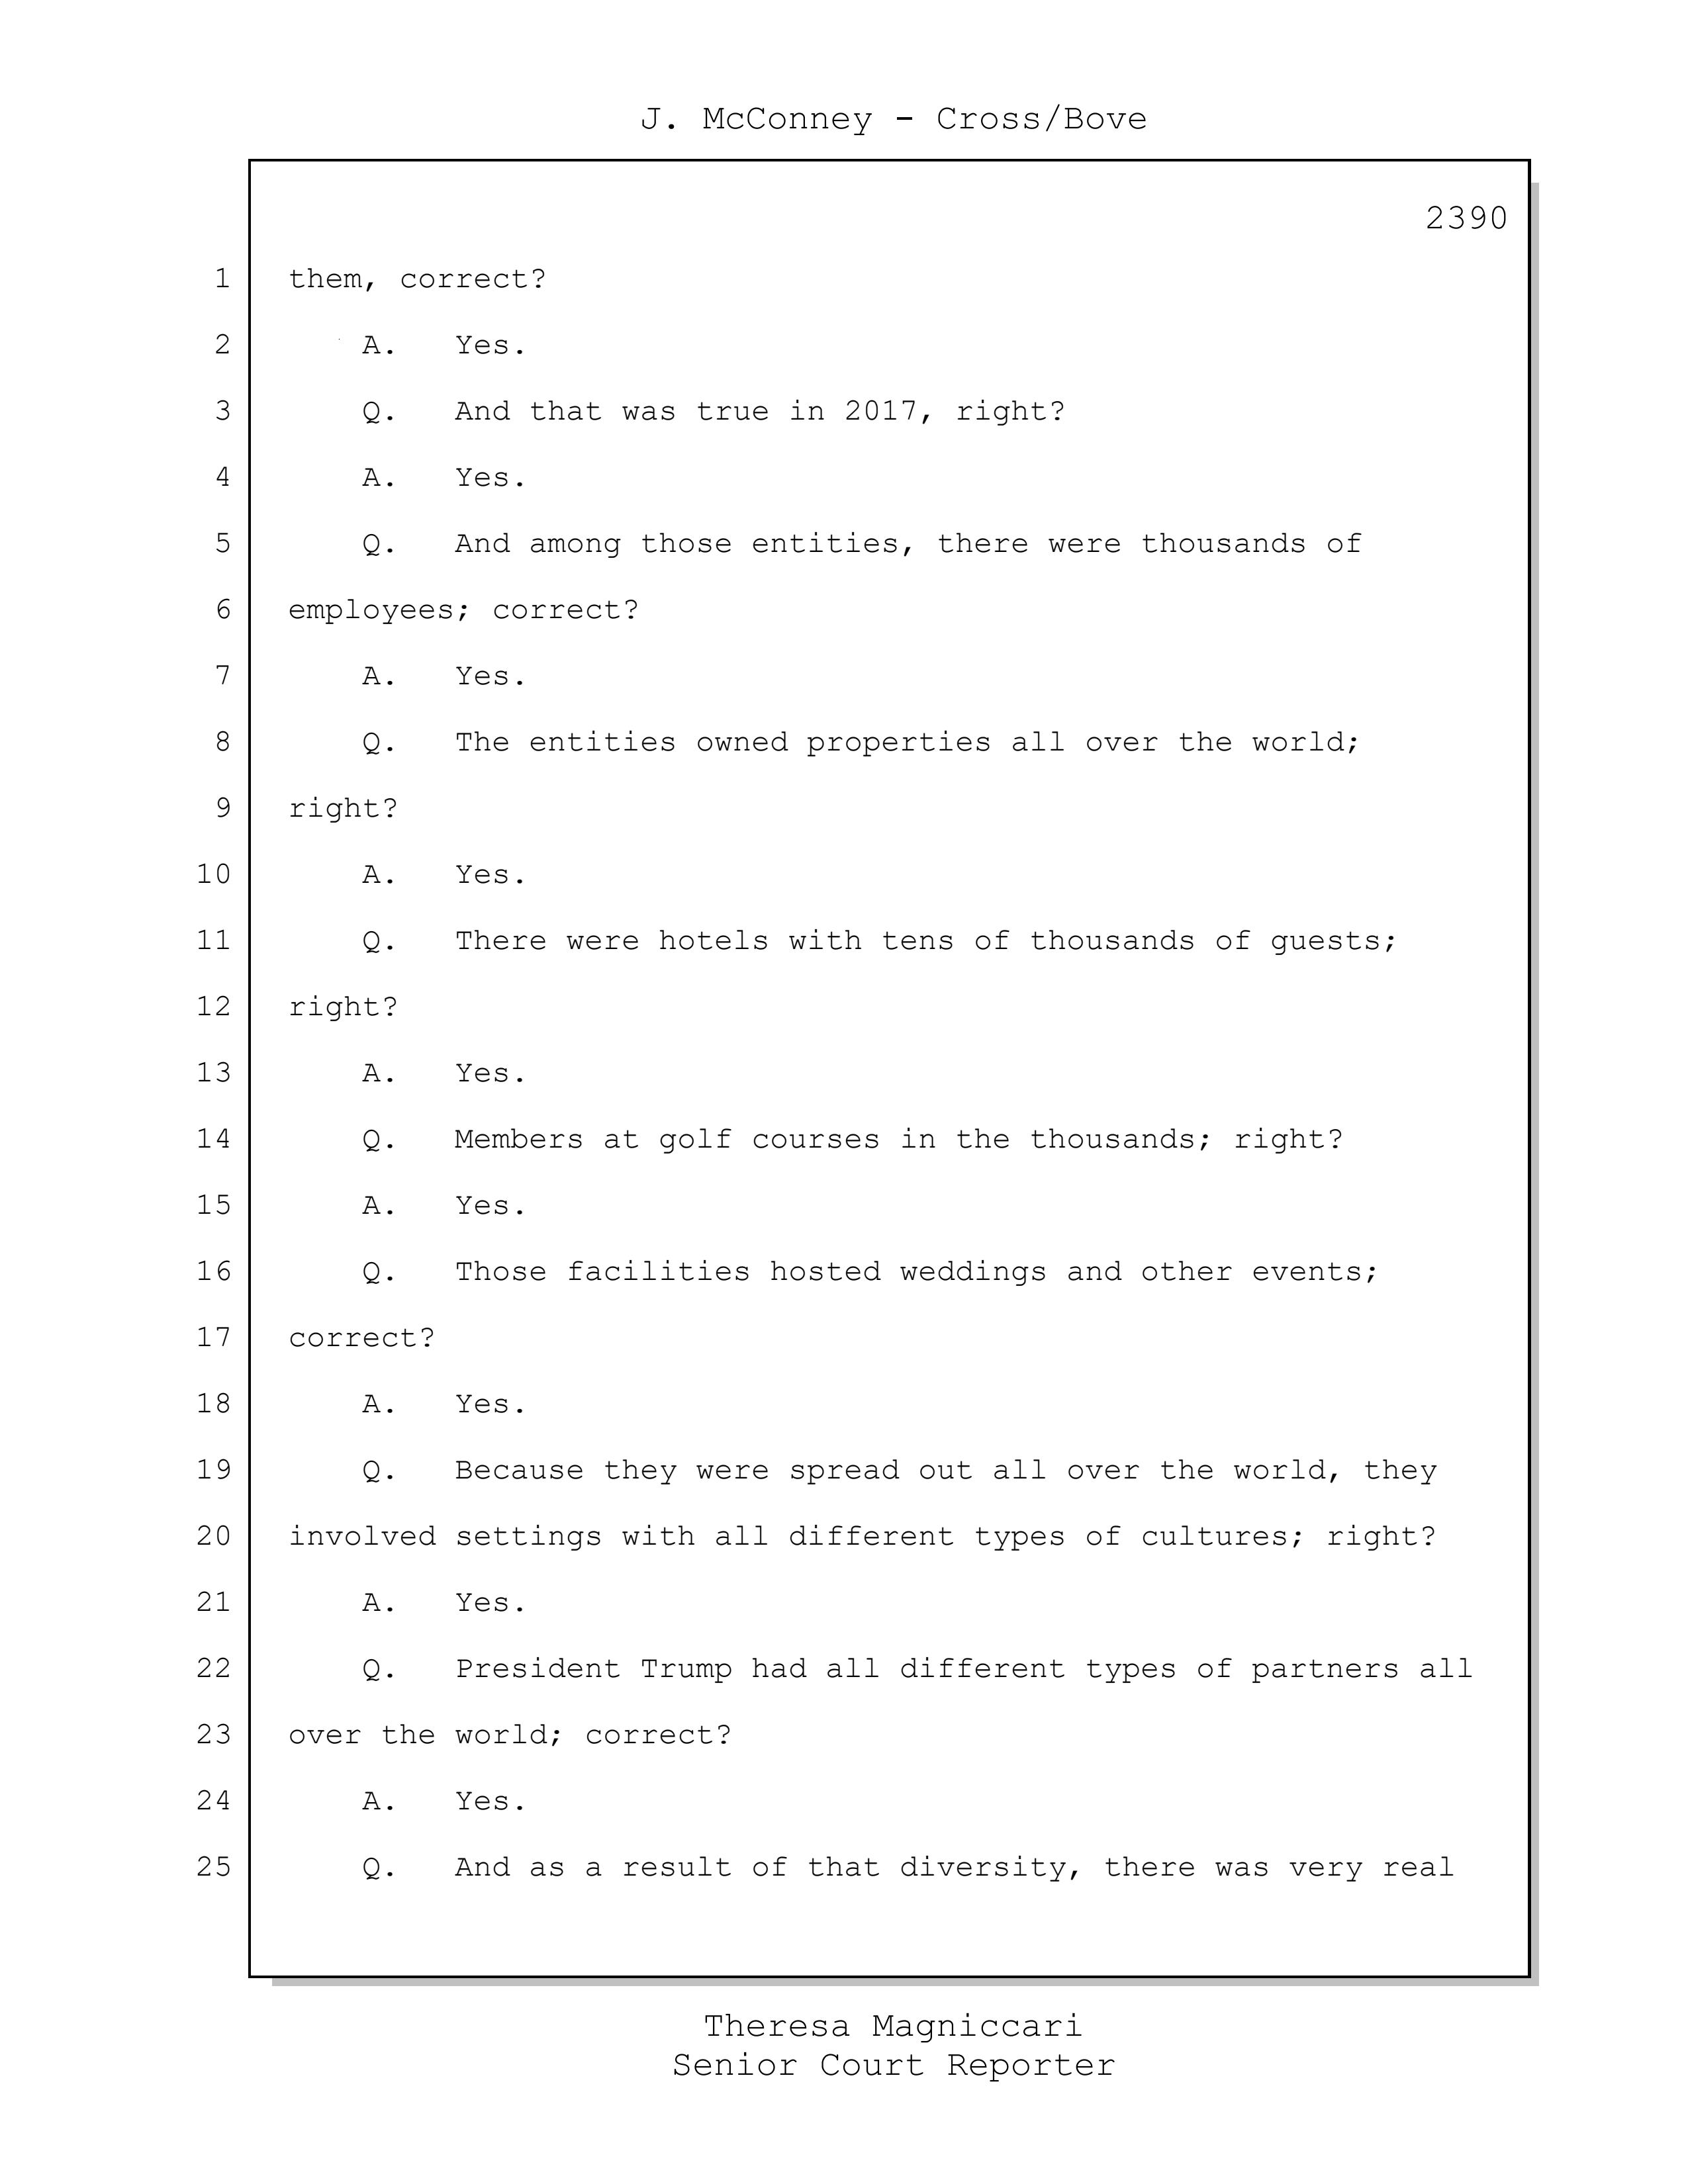 J. McConney - Cross/Bove
2390
1 them, correct?
2 A. Yes.
3 Q. And that was true in 2017, right?
4 A. Yes.
5 Q. And among those entities, there were thousands of
6 employees; correct?
7 A. Yes.
8 Q. The entities owned properties all over the world;
9 right?
10 A. Yes.
11 Q. There were hotels with tens of thousands of guests;
12 right?
13 A. Yes.
14 Q. Members at golf courses in the thousands; right?
15 A. Yes.
16 Q. Those facilities hosted weddings and other events;
17 correct?
18 A. Yes.
19 Q. Because they were spread out all over the world, they
20 involved settings with all different types of cultures; right?
21 A. Yes.
22 Q. President Trump had all different types of partners all
23 over the world; correct?
24 A. Yes.
25 Q. And as a result of that diversity, there was very real
Theresa Magniccari
Senior Court Reporter